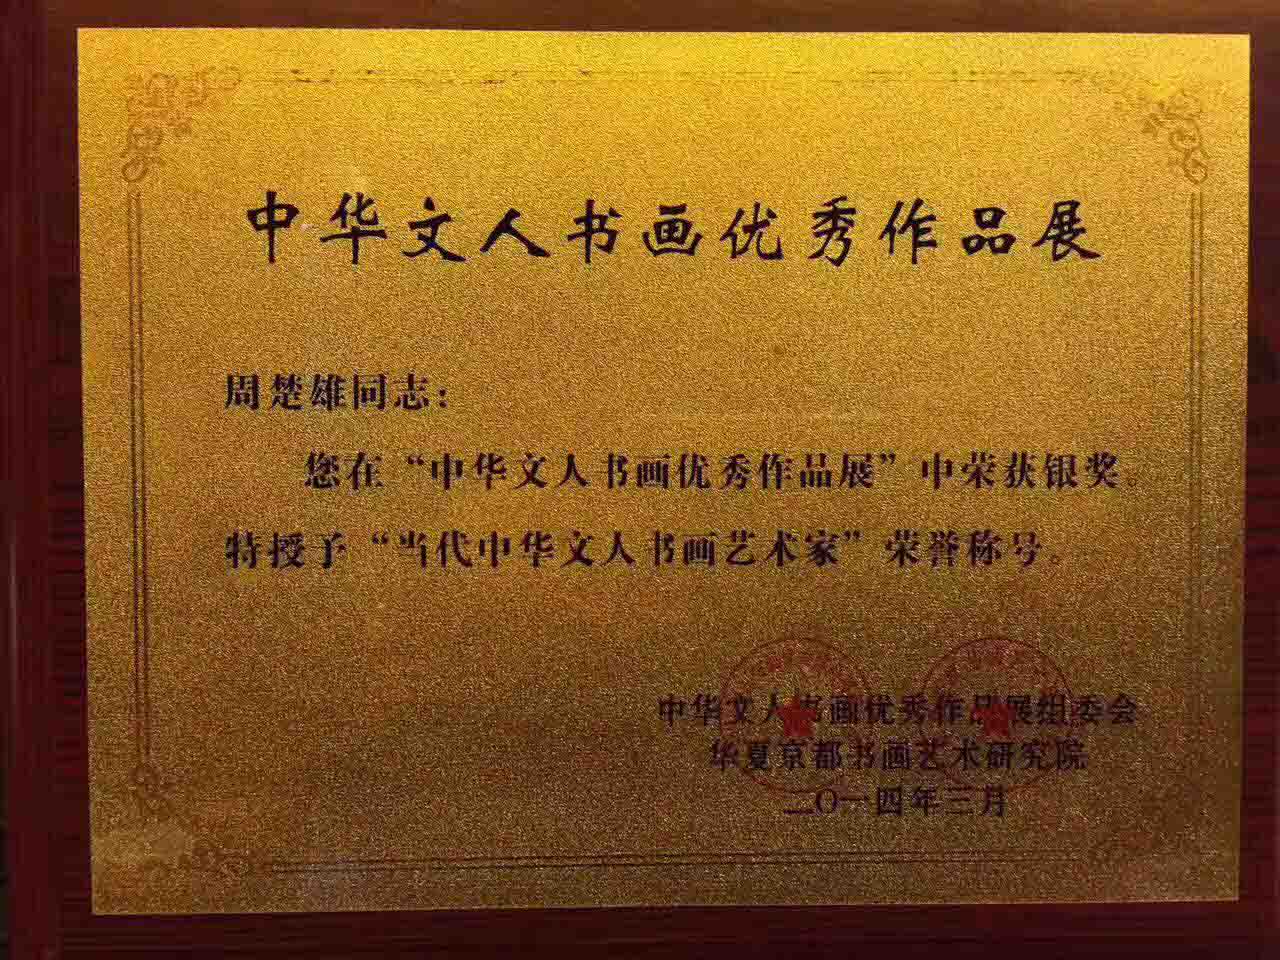 中华文人书画优秀作品展
周楚雄同志：
您在“中华文人书画优秀作品展”中荣获银奖。
特授予“当代中华文人书画艺术家”荣誉称号。
中华文人书画优秀作品展组委会
华夏京都书画艺术研究院
二〇一四年三月